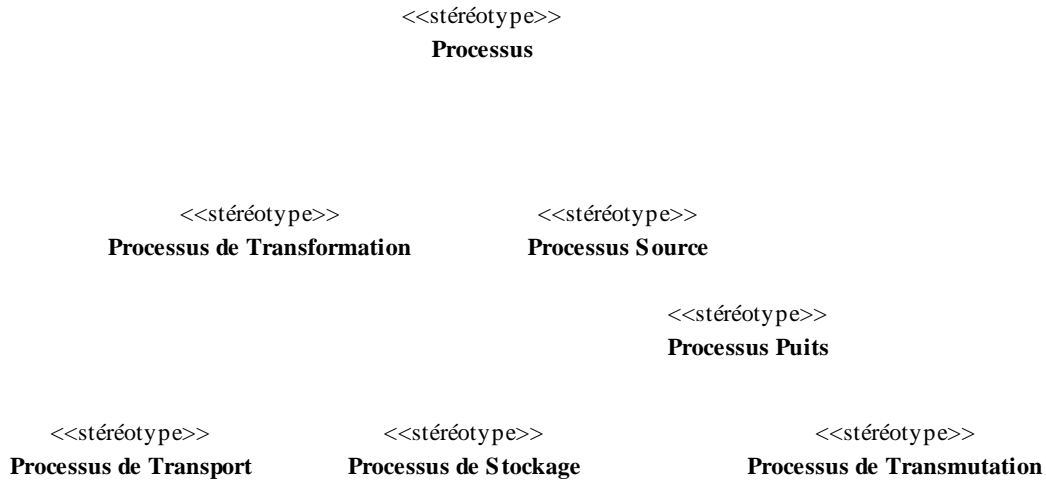 <<stéréotype>>
Processus
<<stéréotype>>
Processus de Transformation
<<stéréotype>>
Processus Source
<<stéréotype>>
Processus Puits
<<stéréotype>>
Processus de Transport
<<stéréotype>>
Processus de Stockage
<<stéréotype>>
Processus de Transmutation